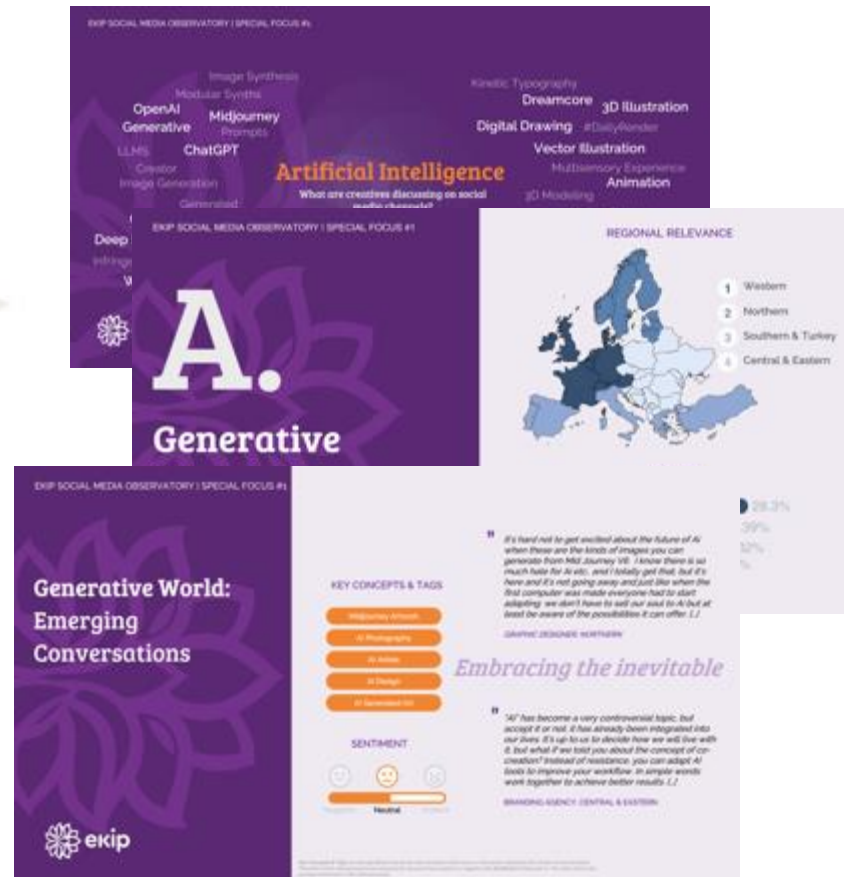 EKIP SOCIAL MEDIA OBSERVATORY | SPECIAL FOCUS #1
Image Synthesis
Modular Synths
OpenAI
Midjourney
Generative
Prompts
LLMS
ChatGPT
Creator
Image Generation
Generated
Deep
Artificial Intelligence
What are creatives discussing on social
media channels?
Kinetic Typography
Dreamcore
3D Illustration
Digital Drawing
#DailyRender
Vector Illustration
Multisensory Experience
Animation
3D Modeling
EKIP SOCIAL MEDIA OBSERVATORY | SPECIAL FOCUS #1
A.
Generative
REGIONAL RELEVANCE
1 Western
2 Northern
3 Southern & Turkey
4 Central & Eastern
28.3%
EKIP SOCIAL MEDIA OBSERVATORY | SPECIAL FOCUS #1
Generative World:
Emerging
Conversations
ekip
KEY CONCEPTS & TAGS
Midjourney Artwork
AI Photography
AI Artist
AI Design
AI Generated Art
SENTIMENT
Neutral
" It's hard not to get excited about the future of Ai
when these are the kinds of images you can
generate from Mid Journey V6. I know there is so
much hate for Ai etc, and I totally get that, but it's
here and it's not going away and just like when the
first computer was made everyone had to start
adapting: we don't have to sell our soul to Ai but at
least be aware of the possibilities it can offer. [..]
GRAPHIC DESIGNER, NORTHERN
Embracing the inevitable
" "AI" has become a very controversial topic, but
accept it or not, it has already been integrated into
our lives. It's up to us to decide how we will live with
it, but what if we told you about the concept of co-
creation? Instead of resistance, you can adapt AI
tools to improve your workflow. In simple words
work together to achieve better results. [..]
BRANDING AGENCY, CENTRAL & EASTERN